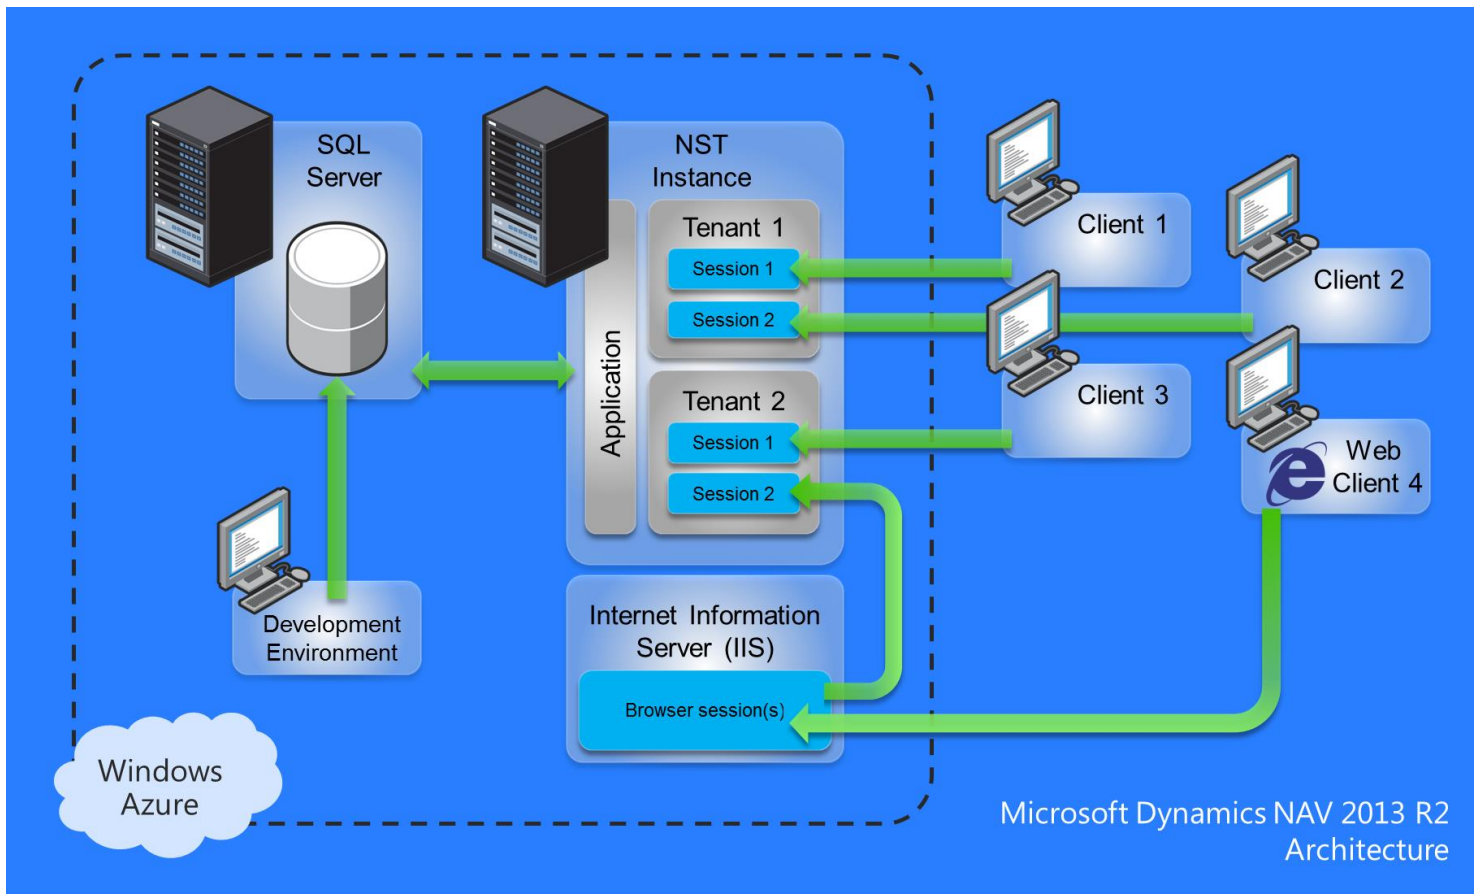 SQL
Server
NST
Instance
Application
Tenant 1
Session 1
Session 2
Tenant 2
Session 1
Session 2
Client 1
Client 2
Client 3
Web
Client 4
Development
Environment
Internet Information
Server (IIS)
Browser session(s)
Windows
Azure
Microsoft Dynamics NAV 2013 R2
Architecture